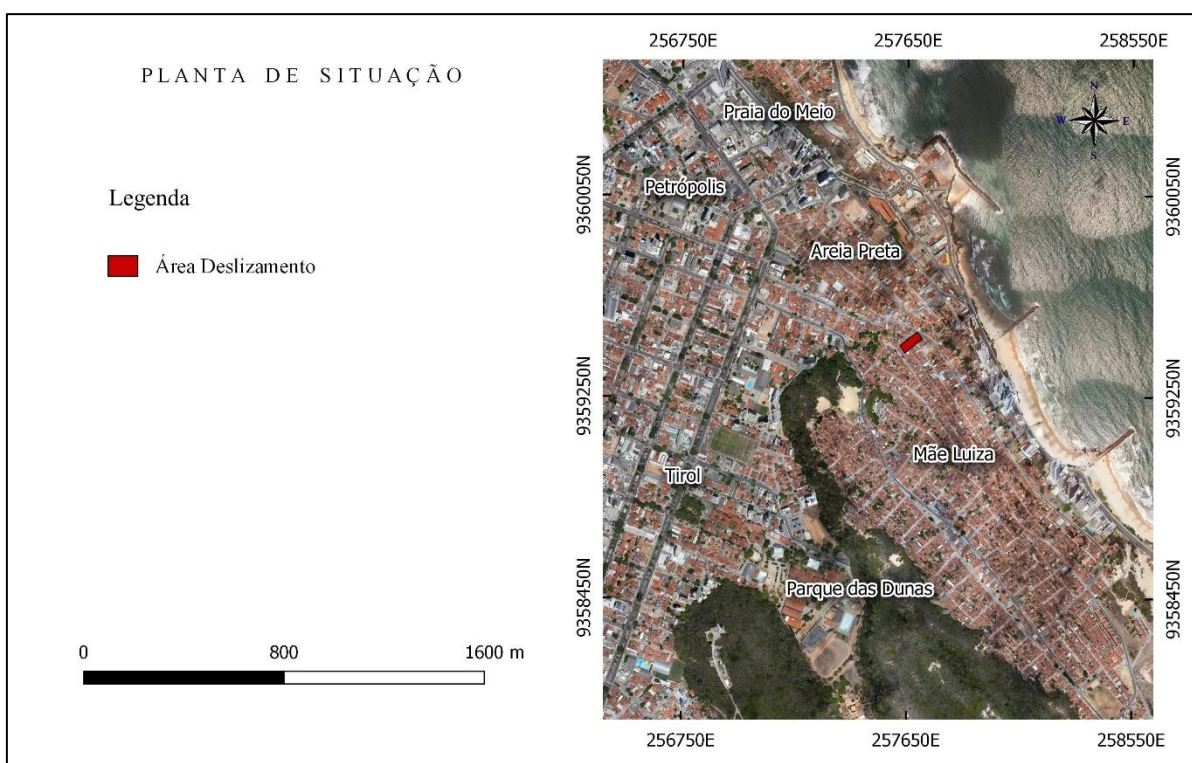 PLANTA DE SITUAÇÃO
Legenda
Área Deslizamento
0 800 1600 m
256750E 257650E 258550E
N
W E
S
Praia do Meio
9360050N 9360050N
Petrópolis
Areia Preta
9359250N 9359250N
Mãe Luiza
Tirol
9358450N 9358450N
Parque das Dunas
256750E 257650E 258550E